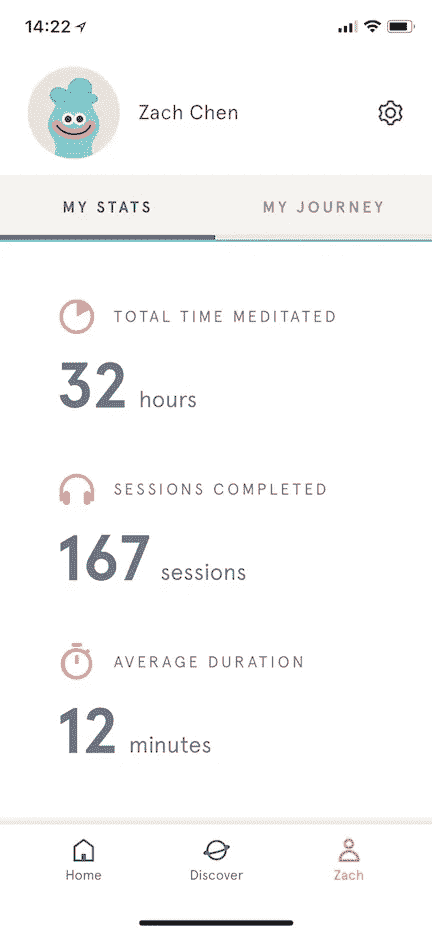 14:22
Zach Chen
MY STATS MY JOURNEY
TOTAL TIME MEDITATED
32 hours
SESSIONS COMPLETED
167 sessions
AVERAGE DURATION
12 minutes
Home Discover Zach